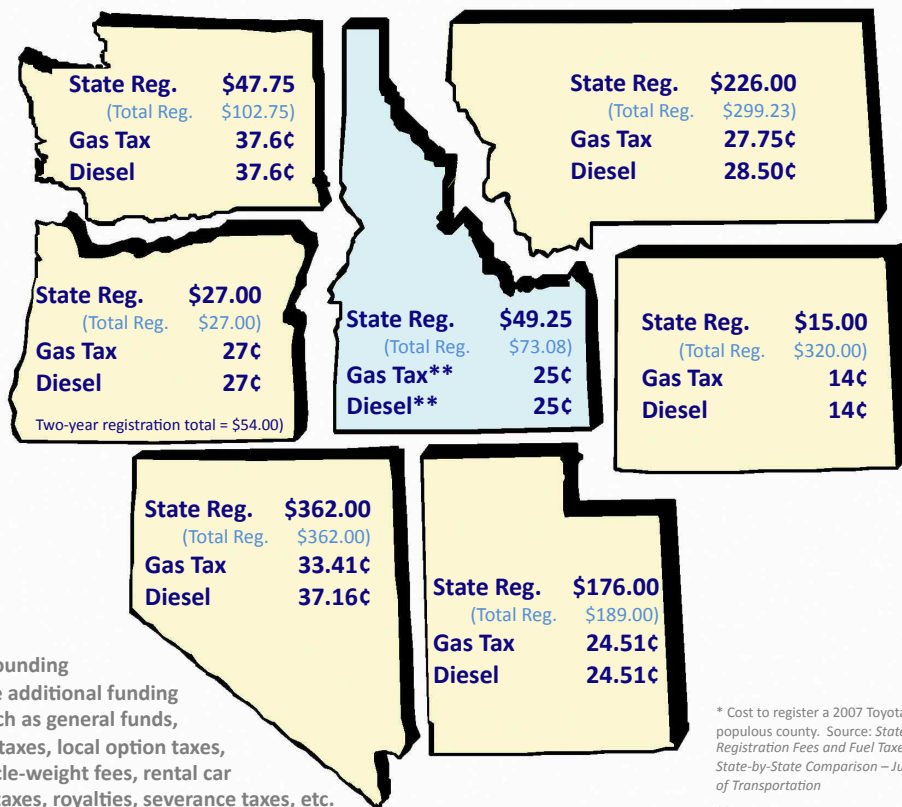 State Reg. $47.75
(Total Reg. $102.75)
Gas Tax 37.6¢
Diesel 37.6¢
State Reg. $226.00
(Total Reg. $299.23)
Gas Tax 27.75¢
Diesel 28.50¢
State Reg. $27.00
(Total Reg. $27.00)
Gas Tax 27¢
Diesel 27¢
Two-year registration total = $54.00)
State Reg. $49.25
(Total Reg. $73.08)
Gas Tax** 25¢
Diesel** 25¢
State Reg. $15.00
(Total Reg. $320.00)
Gas Tax 14¢
Diesel 14¢
State Reg. $362.00
(Total Reg. $362.00)
Gas Tax 33.41¢
Diesel 37.16¢
State Reg. $176.00
(Total Reg. $189.00)
Gas Tax 24.51¢
Diesel 24.51¢
additional funding
such as general funds,
taxes, local option taxes,
cle-weight fees, rental car
taxes, royalties, severance taxes, etc.
* Cost to register a 2007 Toyota
populous county. Source: State
Registration Fees and Fuel Taxe
State-by-State Comparison – Ju
of Transportation